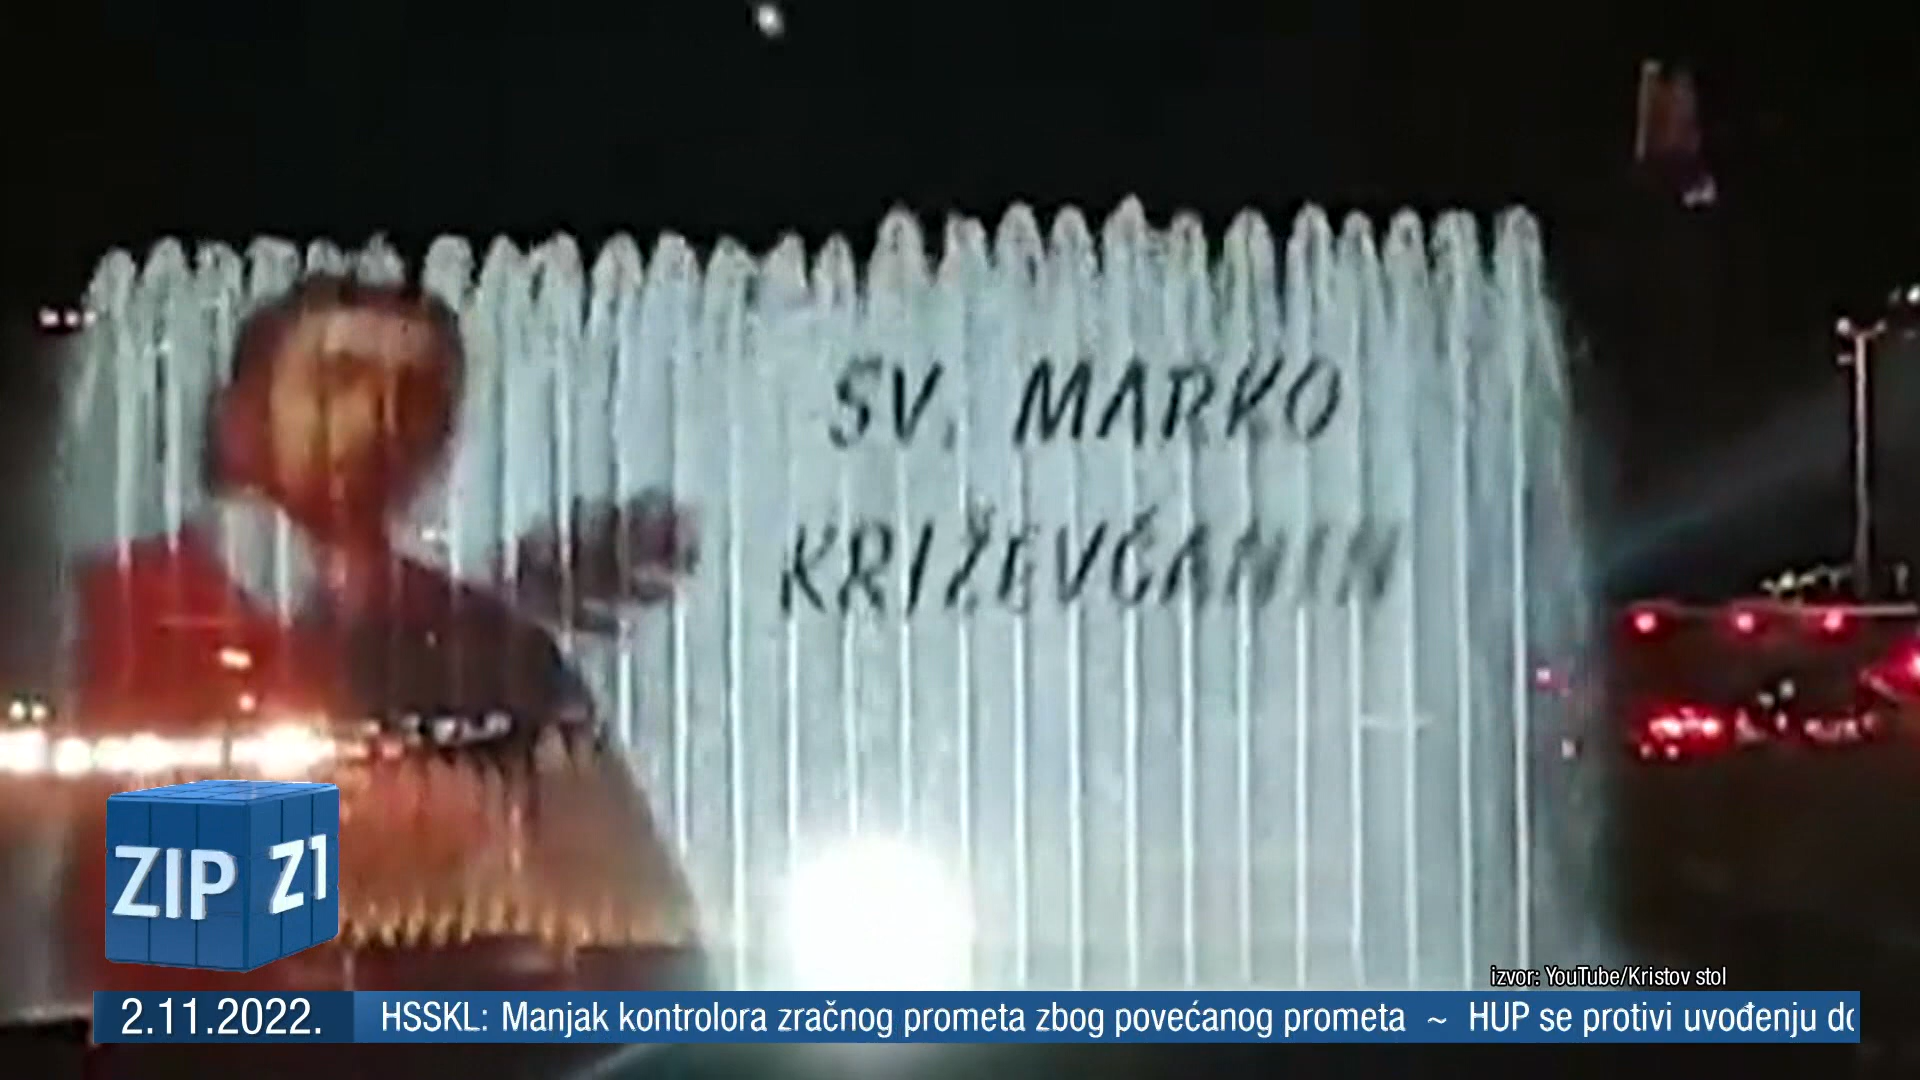 SV. MARKO
KRIŽEVČANIN
ZIP Z1
izvor: YouTube/Kristov stol
2.11.2022. HSSKL: Manjak kontrolora zračnog prometa zbog povećanog prometa ~ HUP se protivi uvođenju